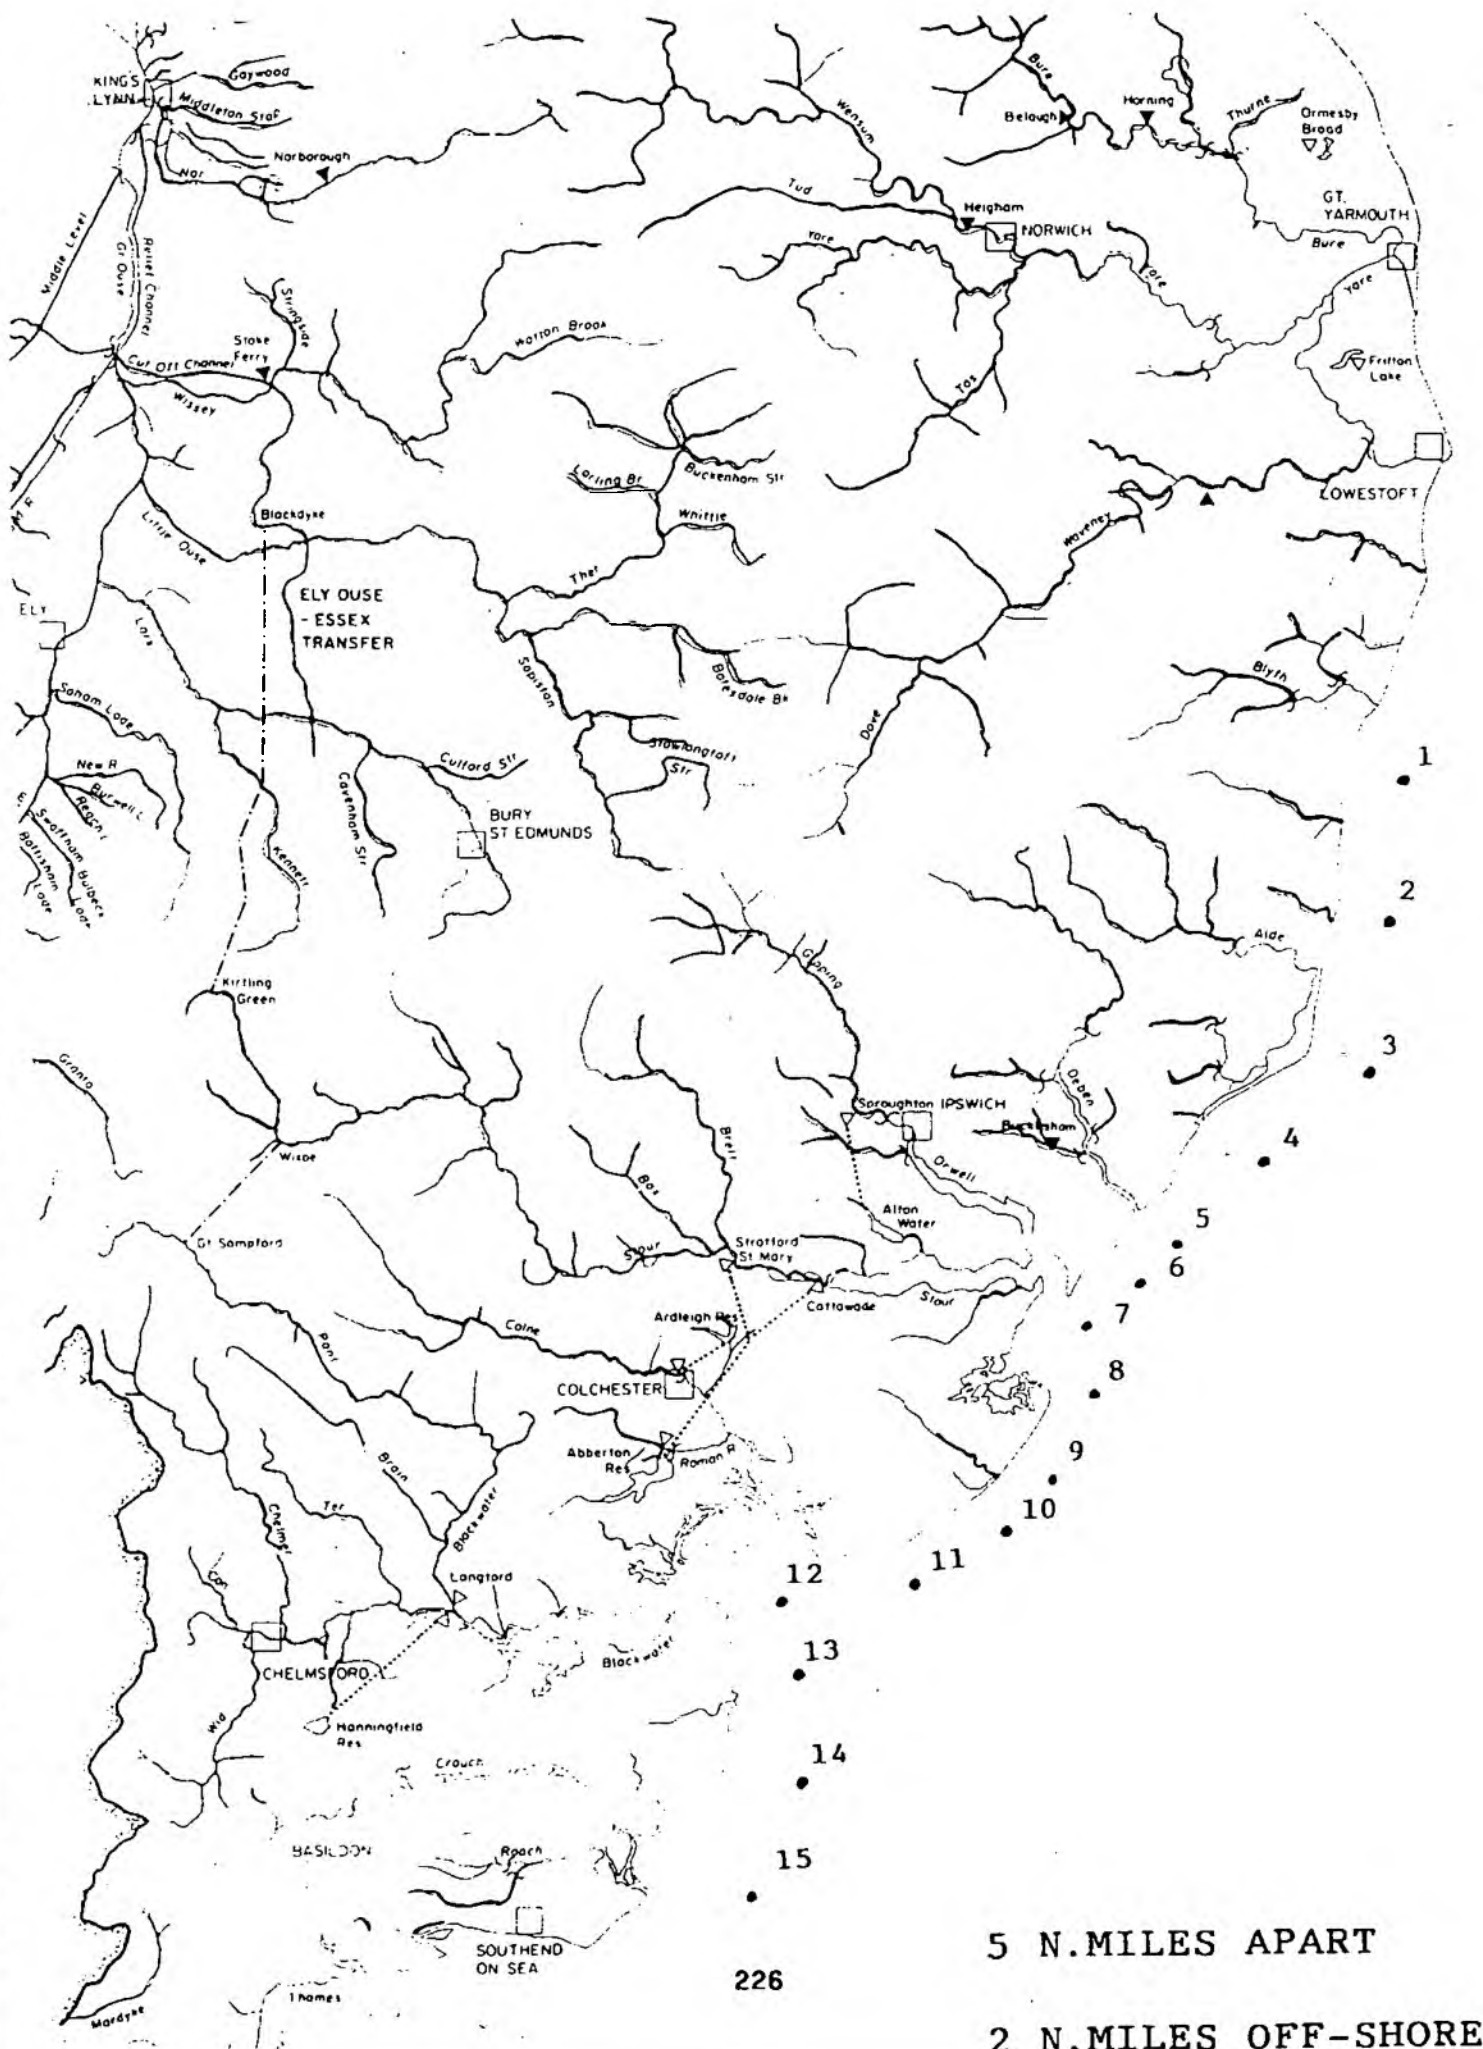 KING'S
LYNN
Gaywood
Middleton Stop
Nar
Narborough
Middle Level
Relief Channel
Gt Ouse
Wensum
Tud
Bure
Belaugh
Horning
Thurne
Ormesby
Broad
Heigham
NORWICH
Yare
Yare
GT.
YARMOUTH
Bure
Yare
Stringside
Stoke
Ferry
Cut Off Channel
Wissey
Watton Brook
Tas
Fritton
Lake
Larling Br
Buckenham Str
Whittle
Waveney
LOWESTOFT
Blackdyke
Little Ouse
Thet
ELY OUSE
- ESSEX
TRANSFER
ELY
Lark
Sapiston
Botesdale Bk
Dove
Blyth
Soham Lode
New R
Burwell L
Reach L
Swaffham Bulbeck
Lode
Bottisham
Lode
Cavenham Str
Culford Str
Stowlangtoft
Str
BURY
ST EDMUNDS
Kennett
1
2
Alde
Gipping
Kirtling
Green
Granta
3
Deben
Sproughton IPSWICH
Bucklesham
4
Brett
Wixoe
Box
Orwell
Alton
Water
5
Gt Sampford
Stour
Stratford
St Mary
6
Cattawade
Stour
7
Ardleigh Res
Colne
Pant
8
COLCHESTER
Abberton
Res
Roman R
9
Brain
Ter
Chelmer
Blackwater
10
11
Can
Langford
12
Blackwater
13
CHELMSFORD
Wid
Hanningfield
Res
14
Crouch
BASILDON
Roach
15
SOUTHEND
ON SEA
5 N.MILES APART
226
Thames
Mardyke
2 N.MILES OFF-SHORE